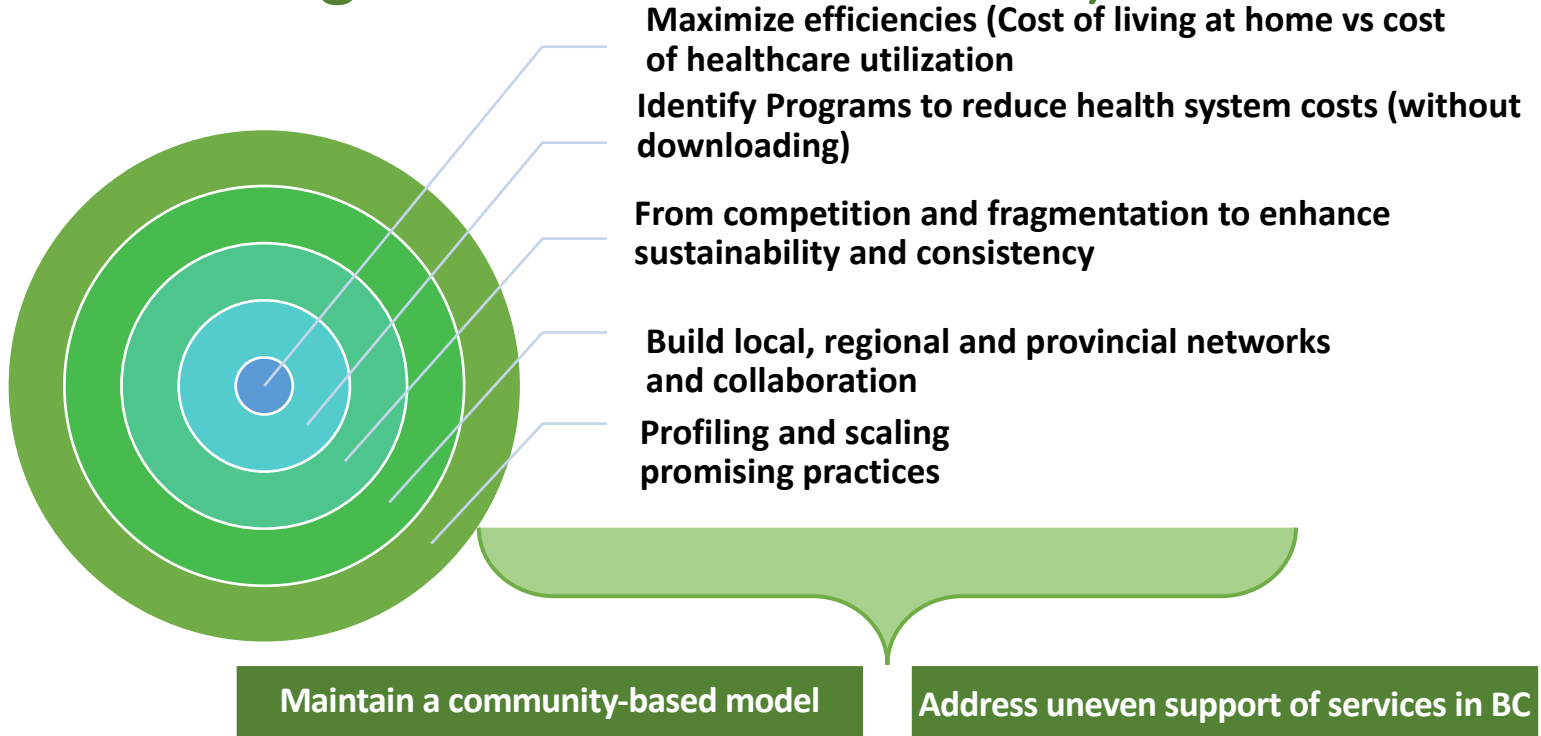 Maximize efficiencies (Cost of living at home vs cost
of healthcare utilization
Identify Programs to reduce health system costs (without
downloading)
From competition and fragmentation to enhance
sustainability and consistency
Build local, regional and provincial networks
and collaboration
Profiling and scaling
promising practices
Maintain a community-based model
Address uneven support of services in BC